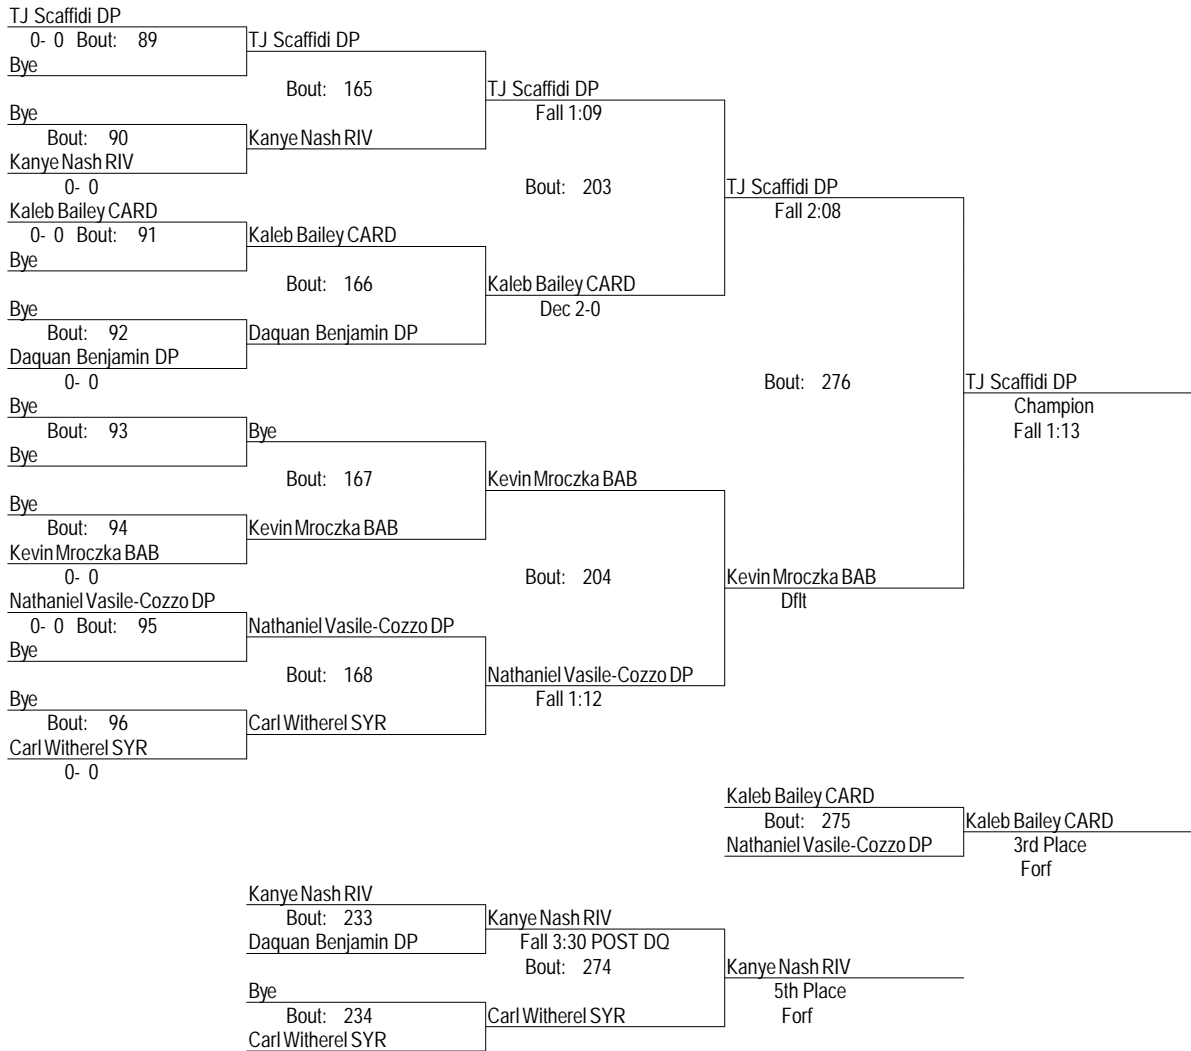 TJ Scaffidi DP
0- 0 Bout: 89
Bye
TJ Scaffidi DP
Bout: 165
Bye
Bout: 90
Kanye Nash RIV
0- 0
Kanye Nash RIV
TJ Scaffidi DP
Fall 1:09
Bout: 203
Kaleb Bailey CARD
0- 0 Bout: 91
Bye
Kaleb Bailey CARD
Bout: 166
Bye
Bout: 92
Daquan Benjamin DP
0- 0
Daquan Benjamin DP
Kaleb Bailey CARD
Dec 2-0
TJ Scaffidi DP
Fall 2:08
Bout: 276
Bye
Bout: 93
Bye
Bye
Bout: 167
Bye
Bout: 94
Kevin Mroczka BAB
0- 0
Kevin Mroczka BAB
Kevin Mroczka BAB
Bout: 204
Nathaniel Vasile-Cozzo DP
0- 0 Bout: 95
Bye
Nathaniel Vasile-Cozzo DP
Bout: 168
Bye
Bout: 96
Carl Witherel SYR
0- 0
Carl Witherel SYR
Nathaniel Vasile-Cozzo DP
Fall 1:12
Kevin Mroczka BAB
Dflt
TJ Scaffidi DP
Champion
Fall 1:13
Kaleb Bailey CARD
Bout: 275
Nathaniel Vasile-Cozzo DP
Kaleb Bailey CARD
3rd Place
Forf
Kanye Nash RIV
Bout: 233
Daquan Benjamin DP
Kanye Nash RIV
Fall 3:30 POST DQ
Bout: 274
Bye
Bout: 234
Carl Witherel SYR
Carl Witherel SYR
Kanye Nash RIV
5th Place
Forf